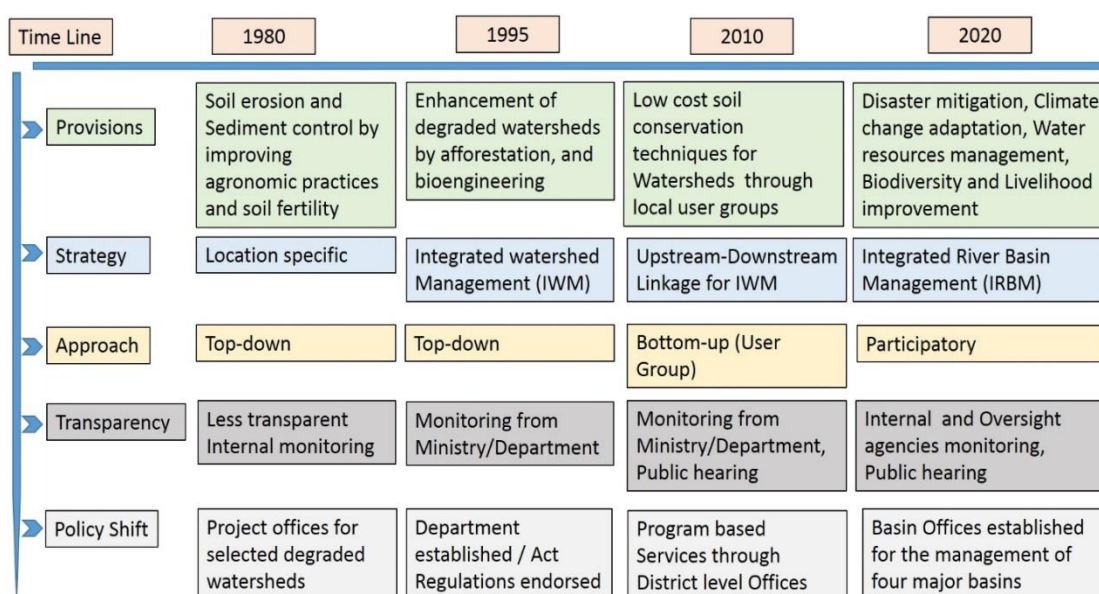 Time Line
1980
1995
2010
2020
Provisions
Soil erosion and
Sediment control by
improving
agronomic practices
and soil fertility
Enhancement of
degraded watersheds
by afforestation, and
bioengineering
Low cost soil
conservation
techniques for
Watersheds through
local user groups
Disaster mitigation, Climate
change adaptation, Water
resources management,
Biodiversity and Livelihood
improvement
Strategy
Location specific
Integrated watershed
Management (IWM)
Upstream-Downstream
Linkage for IWM
Integrated River Basin
Management (IRBM)
Approach
Top-down
Top-down
Bottom-up (User
Group)
Participatory
Transparency
Less transparent
Internal monitoring
Monitoring from
Ministry/Department
Monitoring from
Ministry/Department,
Public hearing
Internal and Oversight
agencies monitoring,
Public hearing
Policy Shift
Project offices for
selected degraded
watersheds
Department
established / Act
Regulations endorsed
Program based
Services through
District level Offices
Basin Offices established
for the management of
four major basins